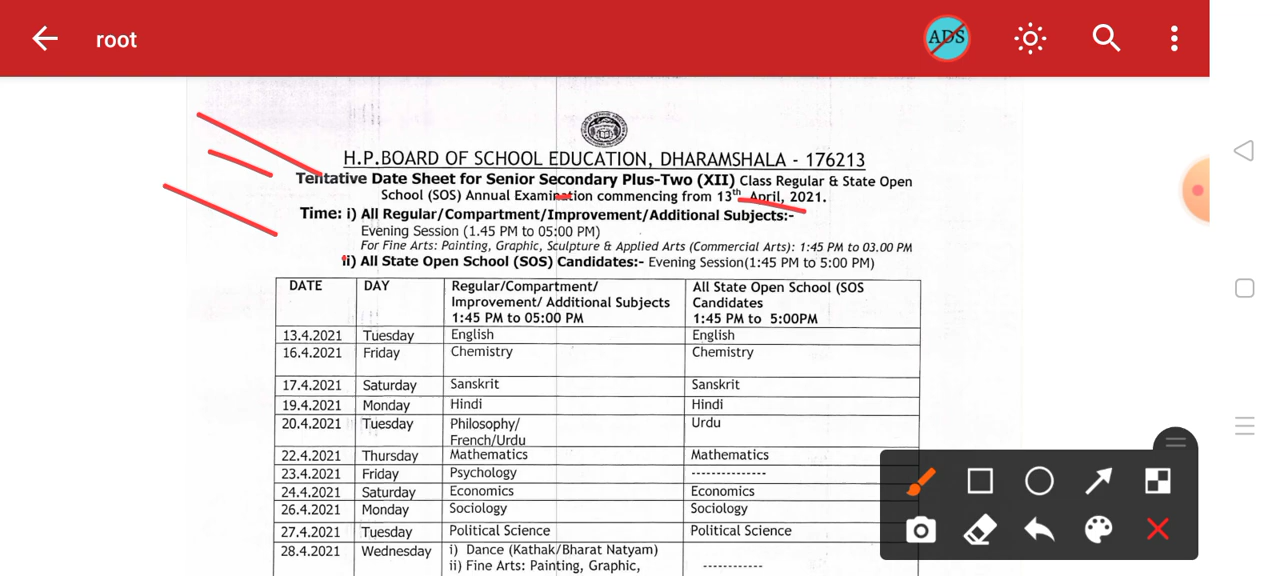 root
ADS
H.P.BOARD OF SCHOOL EDUCATION, DHARAMSHALA - 176213
Tentative Date Sheet for Senior Secondary Plus-Two (XII) Class Regular & State Open
School (SOS) Annual Examination commencing from 13th April, 2021.
Time: i) All Regular/Compartment/Improvement/Additional Subjects:-
Evening Session (1.45 PM to 05:00 PM)
For Fine Arts: Painting, Graphic, Sculpture & Applied Arts (Commercial Arts): 1:45 PM to 03.00 PM
ii) All State Open School (SOS) Candidates:- Evening Session(1:45 PM to 5:00 PM)
DATE DAY Regular/Compartment/ All State Open School (SOS
Improvement/ Additional Subjects Candidates
1:45 PM to 05:00 PM 1:45 PM to 5:00PM
13.4.2021 Tuesday English English
16.4.2021 Friday Chemistry Chemistry
17.4.2021 Saturday Sanskrit Sanskrit
19.4.2021 Monday Hindi Hindi
20.4.2021 Tuesday Philosophy/ Urdu
French/Urdu
22.4.2021 Thursday Mathematics Mathematics
23.4.2021 Friday Psychology --------------
24.4.2021 Saturday Economics Economics
26.4.2021 Monday Sociology Sociology
27.4.2021 Tuesday Political Science Political Science
28.4.2021 Wednesday i) Dance (Kathak/Bharat Natyam)
ii) Fine Arts: Painting, Graphic, ------------